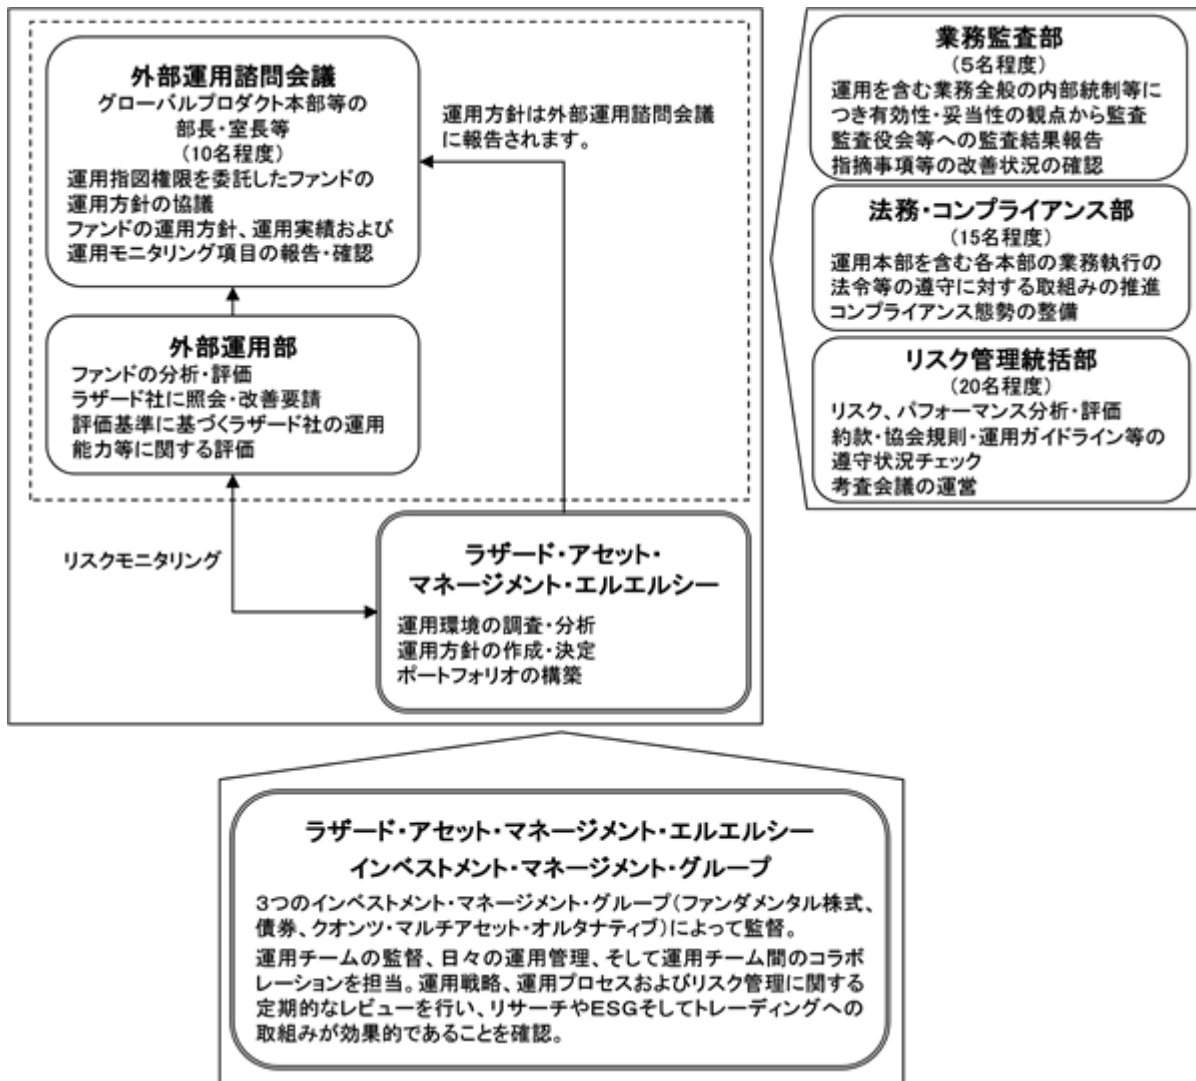 外部運用諮問会議
グローバルプロダクト本部等の
部長・室長等
(10名程度)
運用指図権限を委託したファンドの
運用方針の協議
ファンドの運用方針、運用実績および
運用モニタリング項目の報告・確認
運用方針は外部運用諮問会議
に報告されます。
外部運用部
ファンドの分析・評価
ラザード社に照会・改善要請
評価基準に基づくラザード社の運用
能力等に関する評価
リスクモニタリング
ラザード・アセット・
マネージメント・エルエルシー
運用環境の調査・分析
運用方針の作成・決定
ポートフォリオの構築
業務監査部
(5名程度)
運用を含む業務全般の内部統制等に
つき有効性・妥当性の観点から監査
監査役会等への監査結果報告
指摘事項等の改善状況の確認
法務・コンプライアンス部
(15名程度)
運用本部を含む各本部の業務執行の
法令等の遵守に対する取組みの推進
コンプライアンス態勢の整備
リスク管理統括部
(20名程度)
リスク、パフォーマンス分析・評価
約款・協会規則・運用ガイドライン等の
遵守状況チェック
考査会議の運営
ラザード・アセット・マネージメント・エルエルシー
インベストメント・マネージメント・グループ
3つのインベストメント・マネージメント・グループ(ファンダメンタル株式、
債券、クオンツ・マルチアセット・オルタナティブ)によって監督。
運用チームの監督、日々の運用管理、そして運用チーム間のコラボ
レーションを担当。運用戦略、運用プロセスおよびリスク管理に関する
定期的なレビューを行い、リサーチやESGそしてトレーディングへの
取組みが効果的であることを確認。